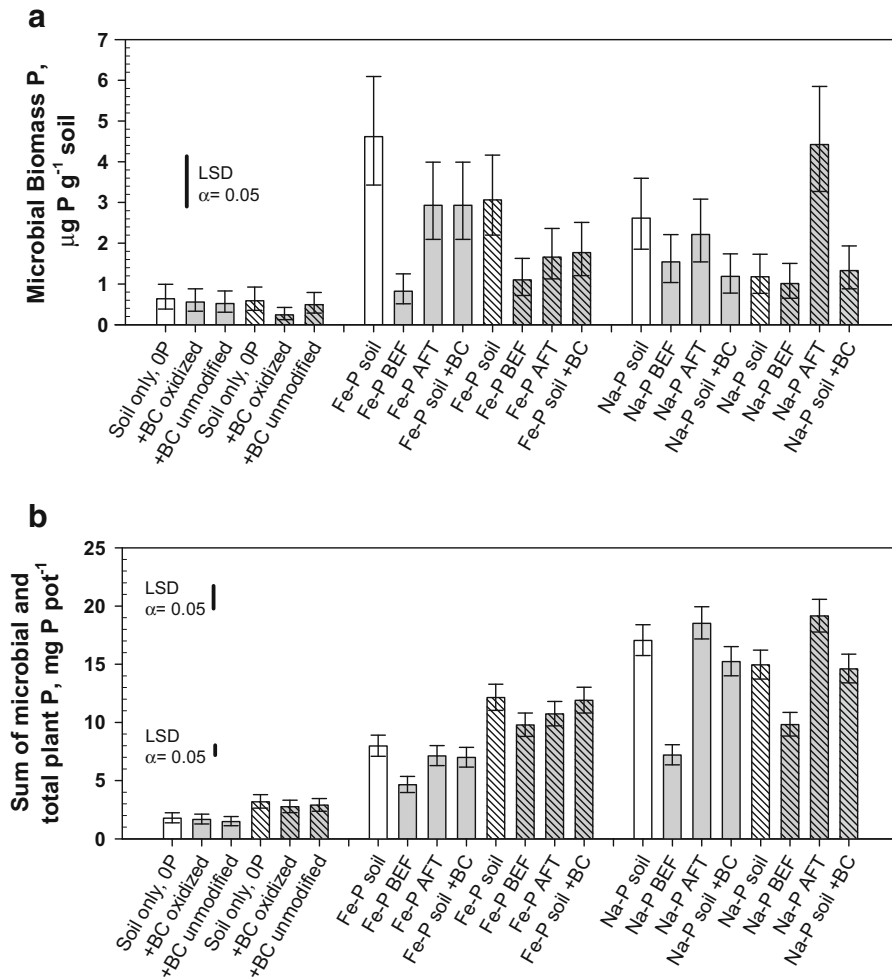 a
Microbial Biomass P,
µg P g-1 soil
7
6
5
4
3
2
1
0
LSD
α= 0.05
Soil only, 0P
+BC oxidized
+BC unmodified
Soil only, 0P
+BC oxidized
+BC unmodified
Fe-P soil
Fe-P BEF
Fe-P AFT
Fe-P soil +BC
Fe-P soil
Fe-P BEF
Fe-P AFT
Fe-P soil +BC
Na-P soil
Na-P BEF
Na-P AFT
Na-P soil +BC
Na-P soil
Na-P BEF
Na-P AFT
Na-P soil +BC
b
Sum of microbial and
total plant P, mg P pot-1
25
20
15
10
5
0
LSD
α= 0.05
LSD
α= 0.05
Soil only, 0P
+BC oxidized
+BC unmodified
Soil only, 0P
+BC oxidized
+BC unmodified
Fe-P soil
Fe-P BEF
Fe-P AFT
Fe-P soil +BC
Fe-P soil
Fe-P BEF
Fe-P AFT
Fe-P soil +BC
Na-P soil
Na-P BEF
Na-P AFT
Na-P soil +BC
Na-P soil
Na-P BEF
Na-P AFT
Na-P soil +BC